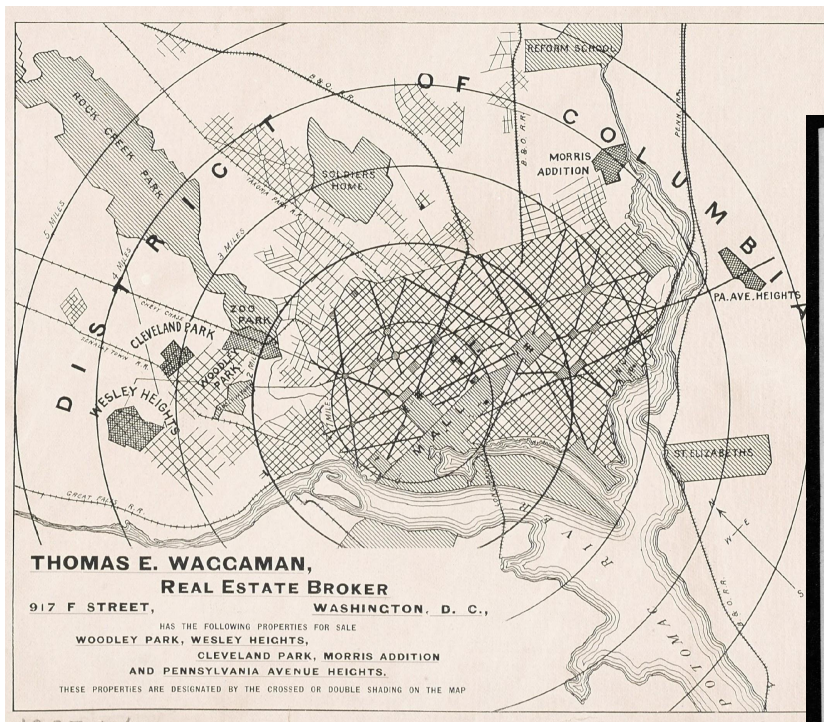 DISTRICT OF COLUMBIA
REFORM SCHOOL
B.&O. R.R.
B.&O. R.R.
PENN. R.R.
ROCK CREEK PARK
SOLDIERS
HOME.
TAKOMA PARK R.R.
MORRIS
ADDITION
5 MILES
4 MILES
3 MILES
PA. AVE. HEIGHTS
ZOO
PARK
CHEVY CHASE
CLEVELAND PARK
WOODLEY
PARK
WESLEY HEIGHTS
MALL
ST. ELIZABETHS
GREAT FALLS R.R.
N
W
E
S
B.&O. R.R.
POTOMAC RIVER
THOMAS E. WAGGAMAN,
REAL ESTATE BROKER
917 F STREET, WASHINGTON, D. C.,
HAS THE FOLLOWING PROPERTIES FOR SALE
WOODLEY PARK, WESLEY HEIGHTS,
CLEVELAND PARK, MORRIS ADDITION
AND PENNSYLVANIA AVENUE HEIGHTS.
THESE PROPERTIES ARE DESIGNATED BY THE CROSSED OR DOUBLE SHADING ON THE MAP